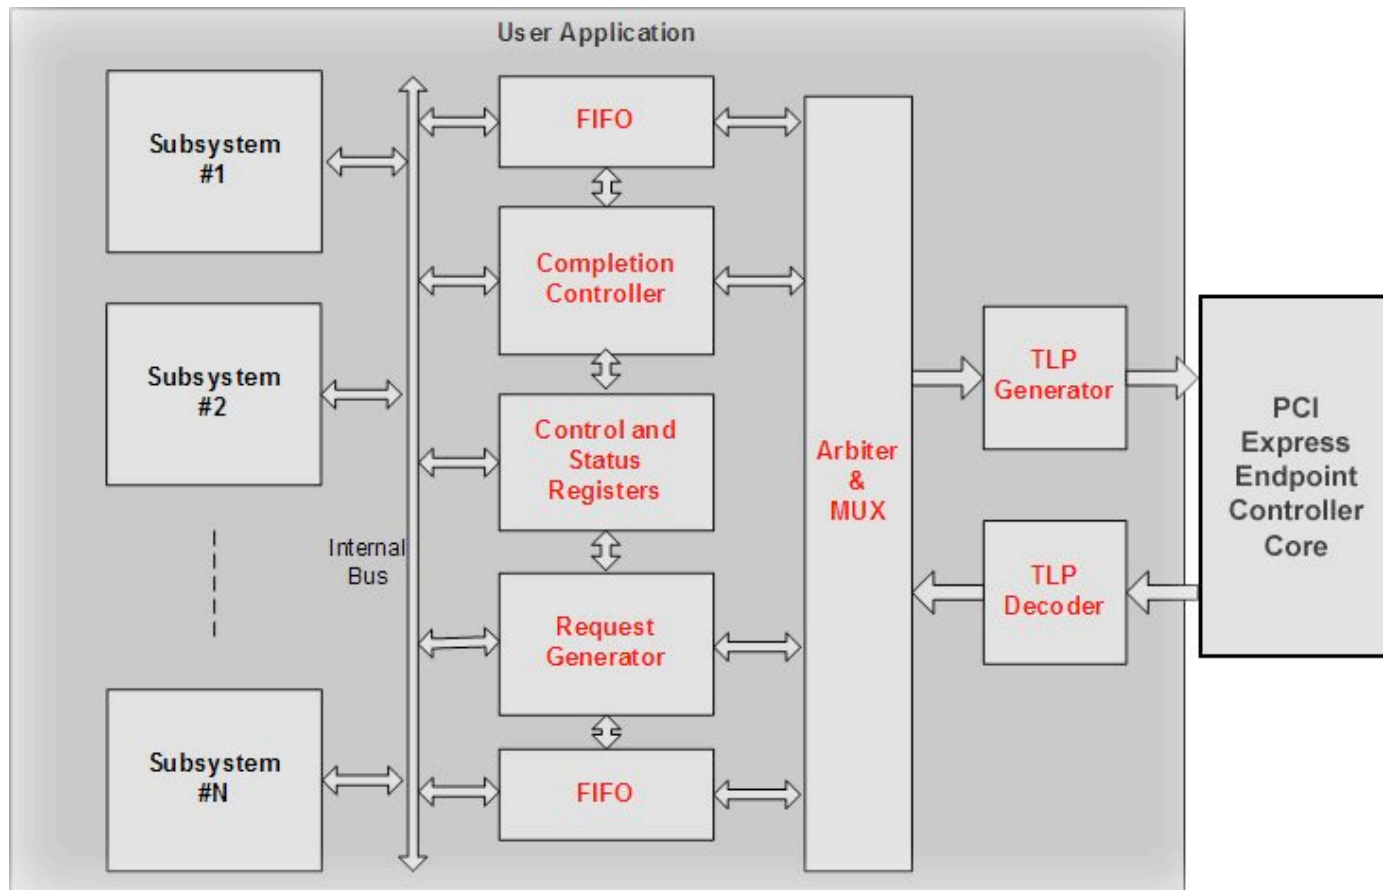 User Application
Subsystem
#1
Subsystem
#2
Internal
Bus
Subsystem
#N
FIFO
Completion
Controller
Control and
Status
Registers
Request
Generator
FIFO
Arbiter
&
MUX
TLP
Generator
TLP
Decoder
PCI
Express
Endpoint
Controller
Core